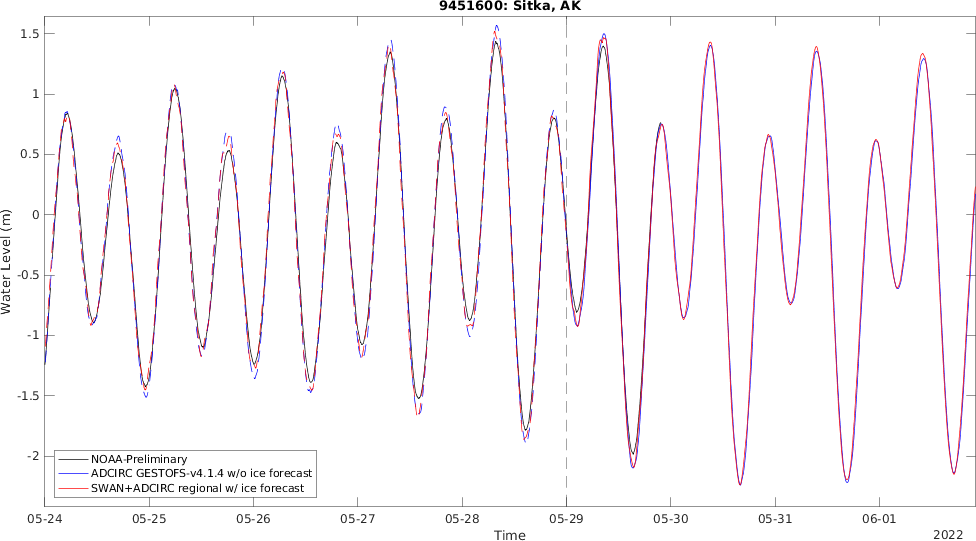 9451600: Sitka, AK
1.5
1
0.5
0
-0.5
-1
-1.5
-2
Water Level (m)
NOAA-Preliminary
ADCIRC GESTOFS-v4.1.4 w/o ice forecast
SWAN+ADCIRC regional w/ ice forecast
05-24 05-25 05-26 05-27 05-28 05-29 05-30 05-31 06-01
Time
2022